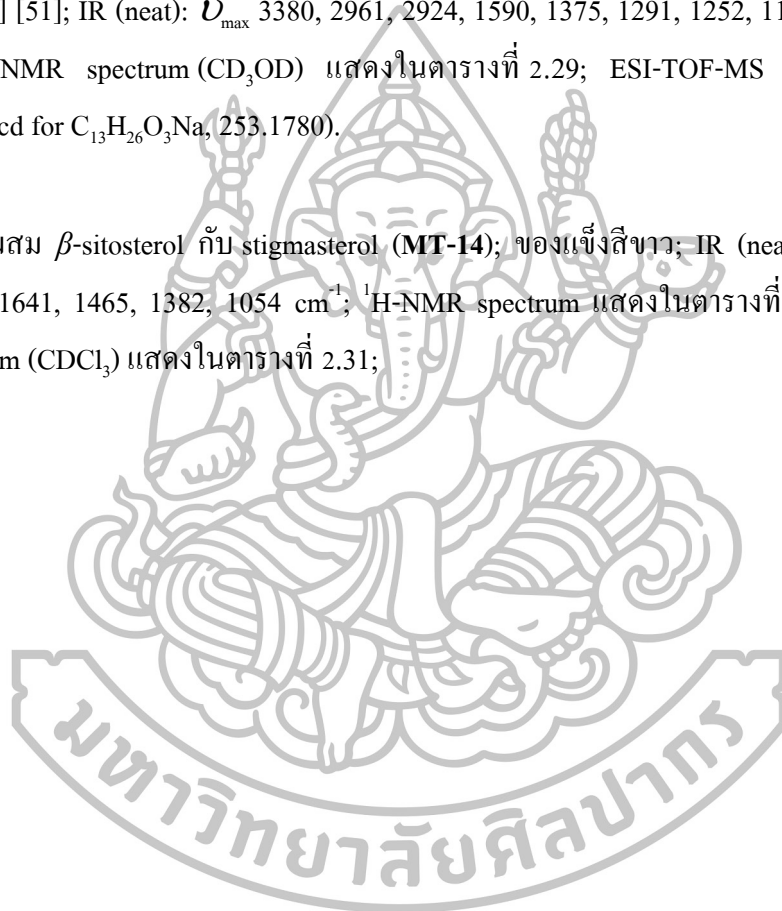 ] [51]; IR (neat): 𝝊max 3380, 2961, 2924, 1590, 1375, 1291, 1252, 11
NMR spectrum (CD₃OD) แสดงในตารางที่ 2.29; ESI-TOF-MS
cd for C₁₃H₂₆O₃Na, 253.1780).
สม β-sitosterol กับ stigmasterol (MT-14); ของแข็งสีขาว; IR (nea
1641, 1465, 1382, 1054 cm⁻¹; ¹H-NMR spectrum แสดงในตารางที่
m (CDCl₃) แสดงในตารางที่ 2.31;
มหาวิทยาลัยศิลปากร